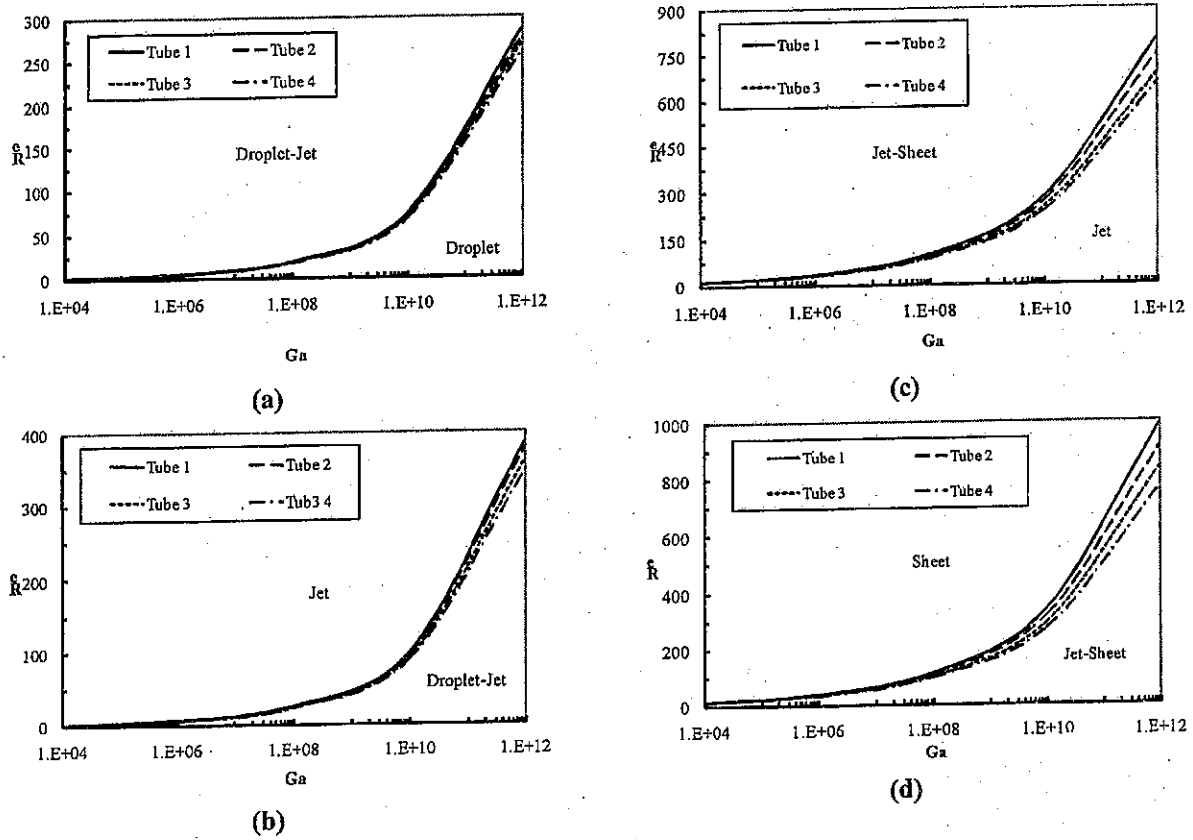 300
250
200
150
100
50
0
Re
Tube 1
Tube 2
Tube 3
Tube 4
Droplet-Jet
Droplet
1.E+04 1.E+06 1.E+08 1.E+10 1.E+12
Ga
(a)
400
300
200
100
0
Re
Tube 1
Tube 2
Tube 3
Tub3 4
Jet
Droplet-Jet
1.E+04 1.E+06 1.E+08 1.E+10 1.E+12
Ga
(b)
900
750
600
450
300
150
0
Re
Tube 1
Tube 2
Tube 3
Tube 4
Jet-Sheet
Jet
1.E+04 1.E+06 1.E+08 1.E+10 1.E+12
Ga
(c)
1000
800
600
400
200
0
Re
Tube 1
Tube 2
Tube 3
Tube 4
Sheet
Jet-Sheet
1.E+04 1.E+06 1.E+08 1.E+10 1.E+12
Ga
(d)